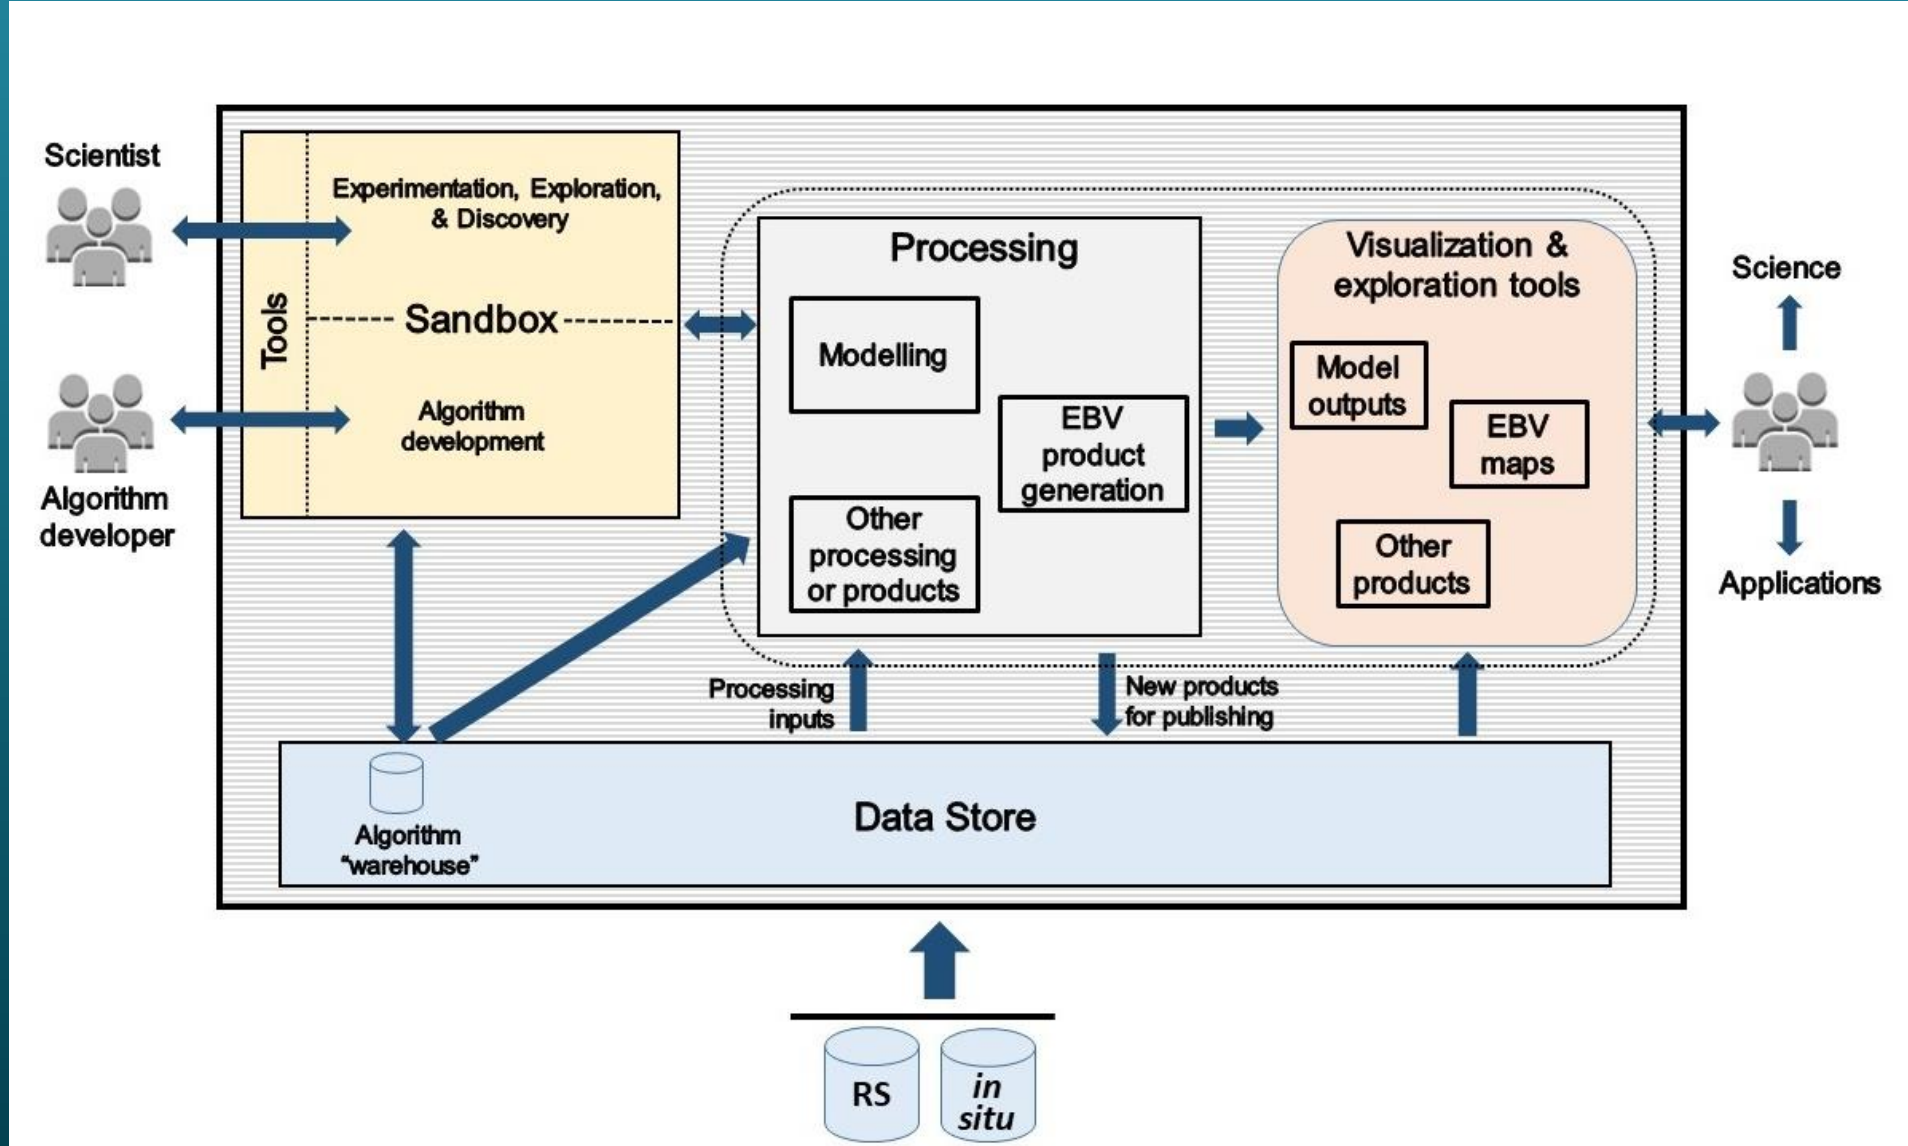 Scientist
Algorithm
developer
Tools
Experimentation, Exploration,
& Discovery
Sandbox
Algorithm
development
Processing
Modelling
EBV
product
generation
Other
processing
or products
Visualization &
exploration tools
Model
outputs
EBV
maps
Other
products
Science
Applications
Processing
inputs
New products
for publishing
Algorithm
“warehouse”
Data Store
RS
in
situ